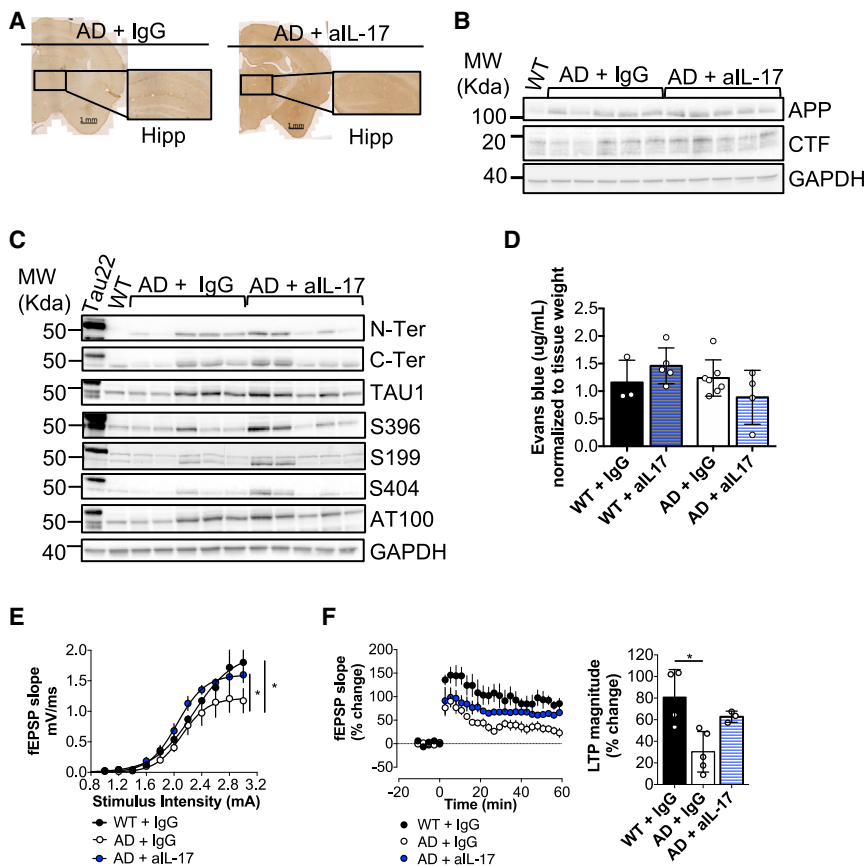 A
AD + IgG
AD + aIL-17
1 mm
1 mm
Hipp
Hipp
B
MW
(Kda)
WT
AD + IgG
AD + aIL-17
100
APP
20
CTF
40
GAPDH
C
MW
(Kda)
Tau22
WT
AD + IgG
AD + aIL-17
50
N-Ter
50
C-Ter
50
TAU1
50
S396
50
S199
50
S404
50
AT100
40
GAPDH
D
Evans blue (ug/mL)
normalized to tissue weight
2.5
2.0
1.5
1.0
0.5
0.0
WT + IgG
WT + aIL17
AD + IgG
AD + aIL17
E
fEPSP slope
mV/ms
2.0
1.5
1.0
0.5
0.0
0.8 1.2 1.6 2.0 2.4 2.8 3.2
Stimulus Intensity (mA)
*
*
WT + IgG
AD + IgG
AD + aIL-17
F
fEPSP slope
(% change)
200
150
100
50
0
-50
-20 -10 0 10 20 30 40 50 60
Time (min)
WT + IgG
AD + IgG
AD + aIL-17
LTP magnitude
(% change)
120
100
80
60
40
20
0
*
WT + IgG
AD + IgG
AD + aIL-17